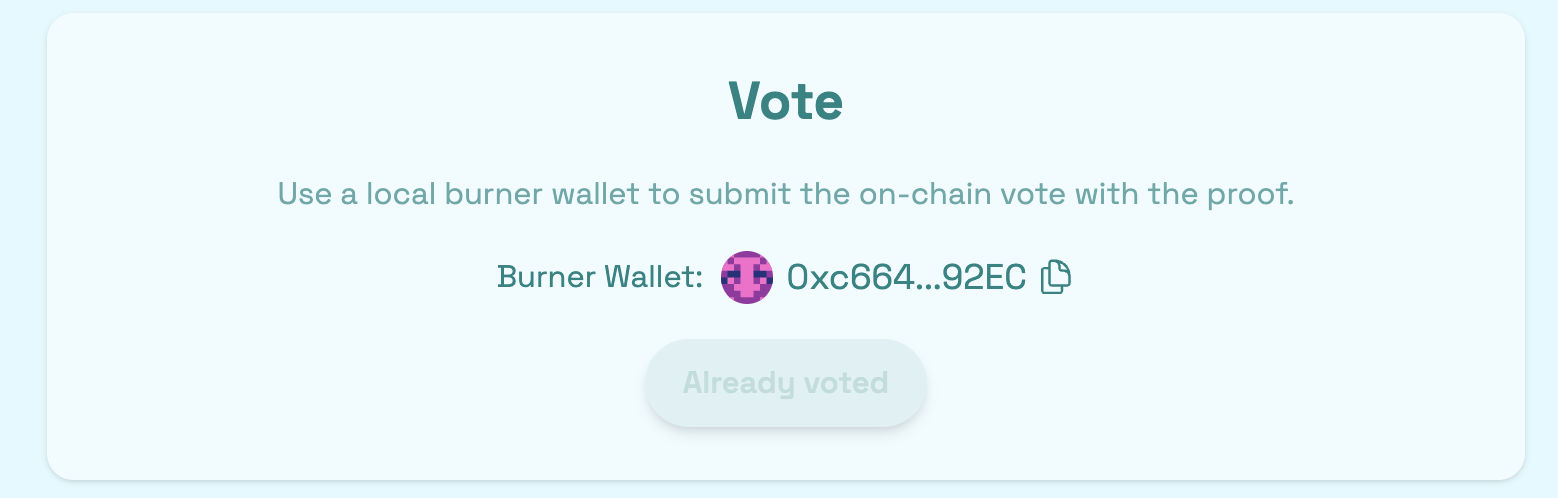 Vote
Use a local burner wallet to submit the on-chain vote with the proof.
Burner Wallet: 0xc664...92EC
Already voted